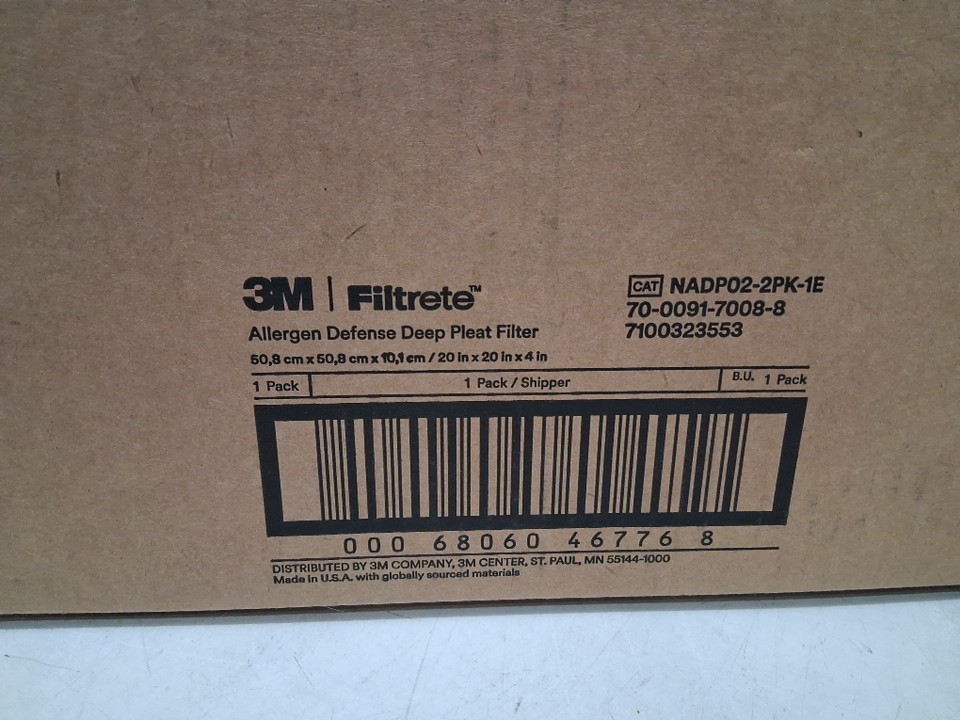 3M | Filtrete™
Allergen Defense Deep Pleat Filter
50,8 cm x 50,8 cm x 10,1 cm / 20 in x 20 in x 4 in
CAT NADP02-2PK-1E
70-0091-7008-8
7100323553
1 Pack
1 Pack / Shipper
B.U. 1 Pack
000 68060 46776 8
DISTRIBUTED BY 3M COMPANY, 3M CENTER, ST. PAUL, MN 55144-1000
Made in U.S.A. with globally sourced materials